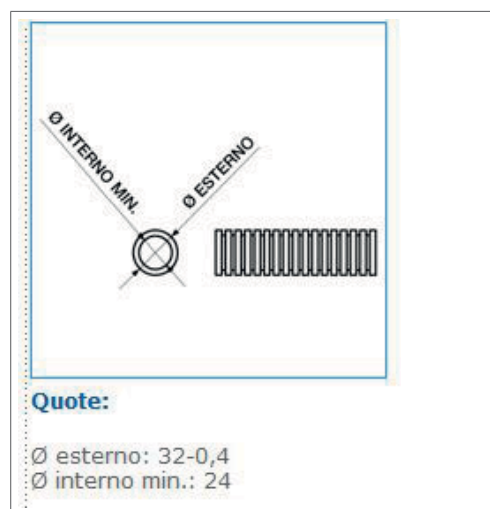 Ø INTERNO MIN.
Ø ESTERNO
Quote:
Ø esterno: 32-0,4
Ø interno min.: 24